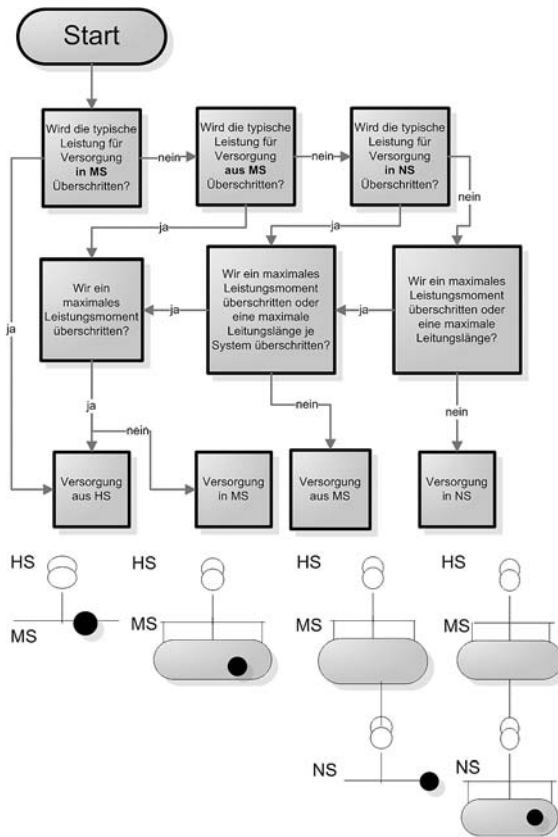 Start
Wird die typische
Leistung für
Versorgung
in MS
Überschritten?
nein
Wird die typische
Leistung für
Versorgung
aus MS
Überschritten?
nein
Wird die typische
Leistung für
Versorgung
in NS
Überschritten?
nein
ja
ja
ja
Wir ein
maximales
Leistungsmoment
überschritten?
ja
Wir ein maximales
Leistungsmoment
überschritten oder
eine maximale
Leitungslänge je
System überschritten?
ja
Wir ein maximales
Leistungsmoment
überschritten oder
eine maximale
Leitungslänge?
ja
nein
nein
nein
Versorgung
aus HS
Versorgung
in MS
Versorgung
aus MS
Versorgung
in NS
HS
HS
HS
HS
MS
MS
MS
MS
NS
NS